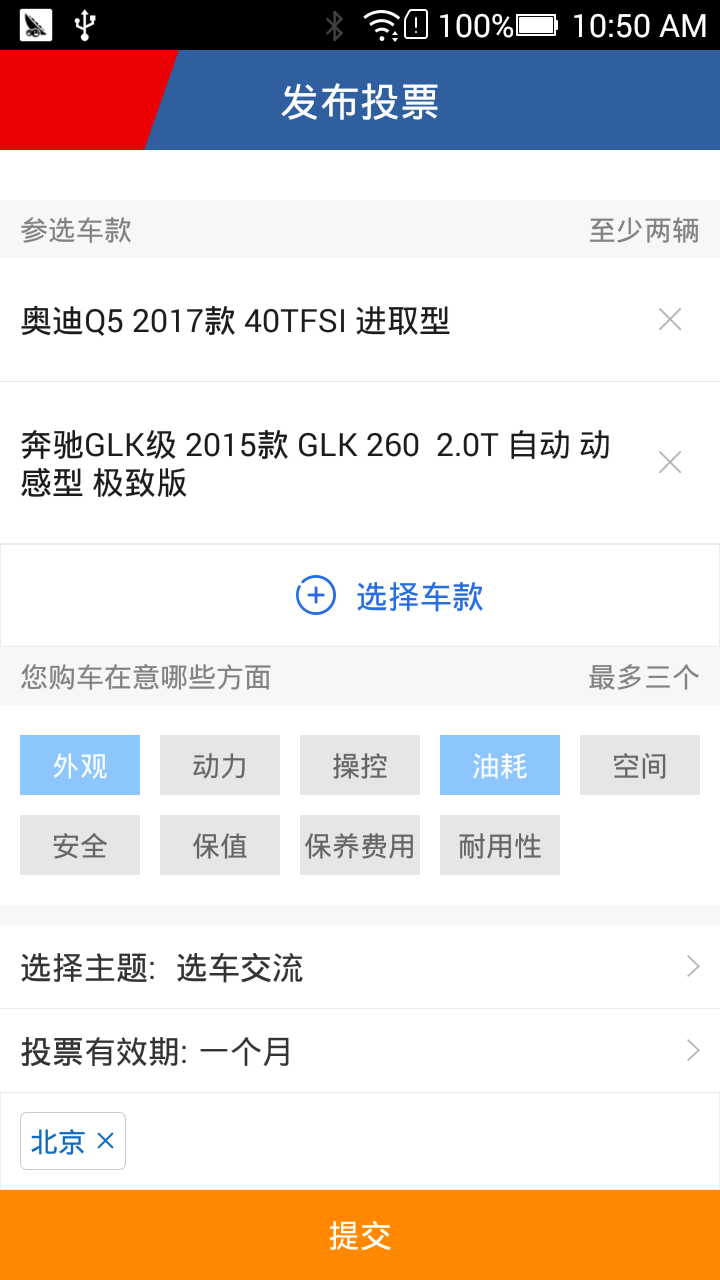 100% 10:50 AM
发布投票
参选车款 至少两辆
奥迪Q5 2017款 40TFSI 进取型
奔驰GLK级 2015款 GLK 260  2.0T 自动 动
感型 极致版
选择车款
您购车在意哪些方面 最多三个
外观 动力 操控 油耗 空间
安全 保值 保养费用 耐用性
选择主题: 选车交流
投票有效期: 一个月
北京
提交